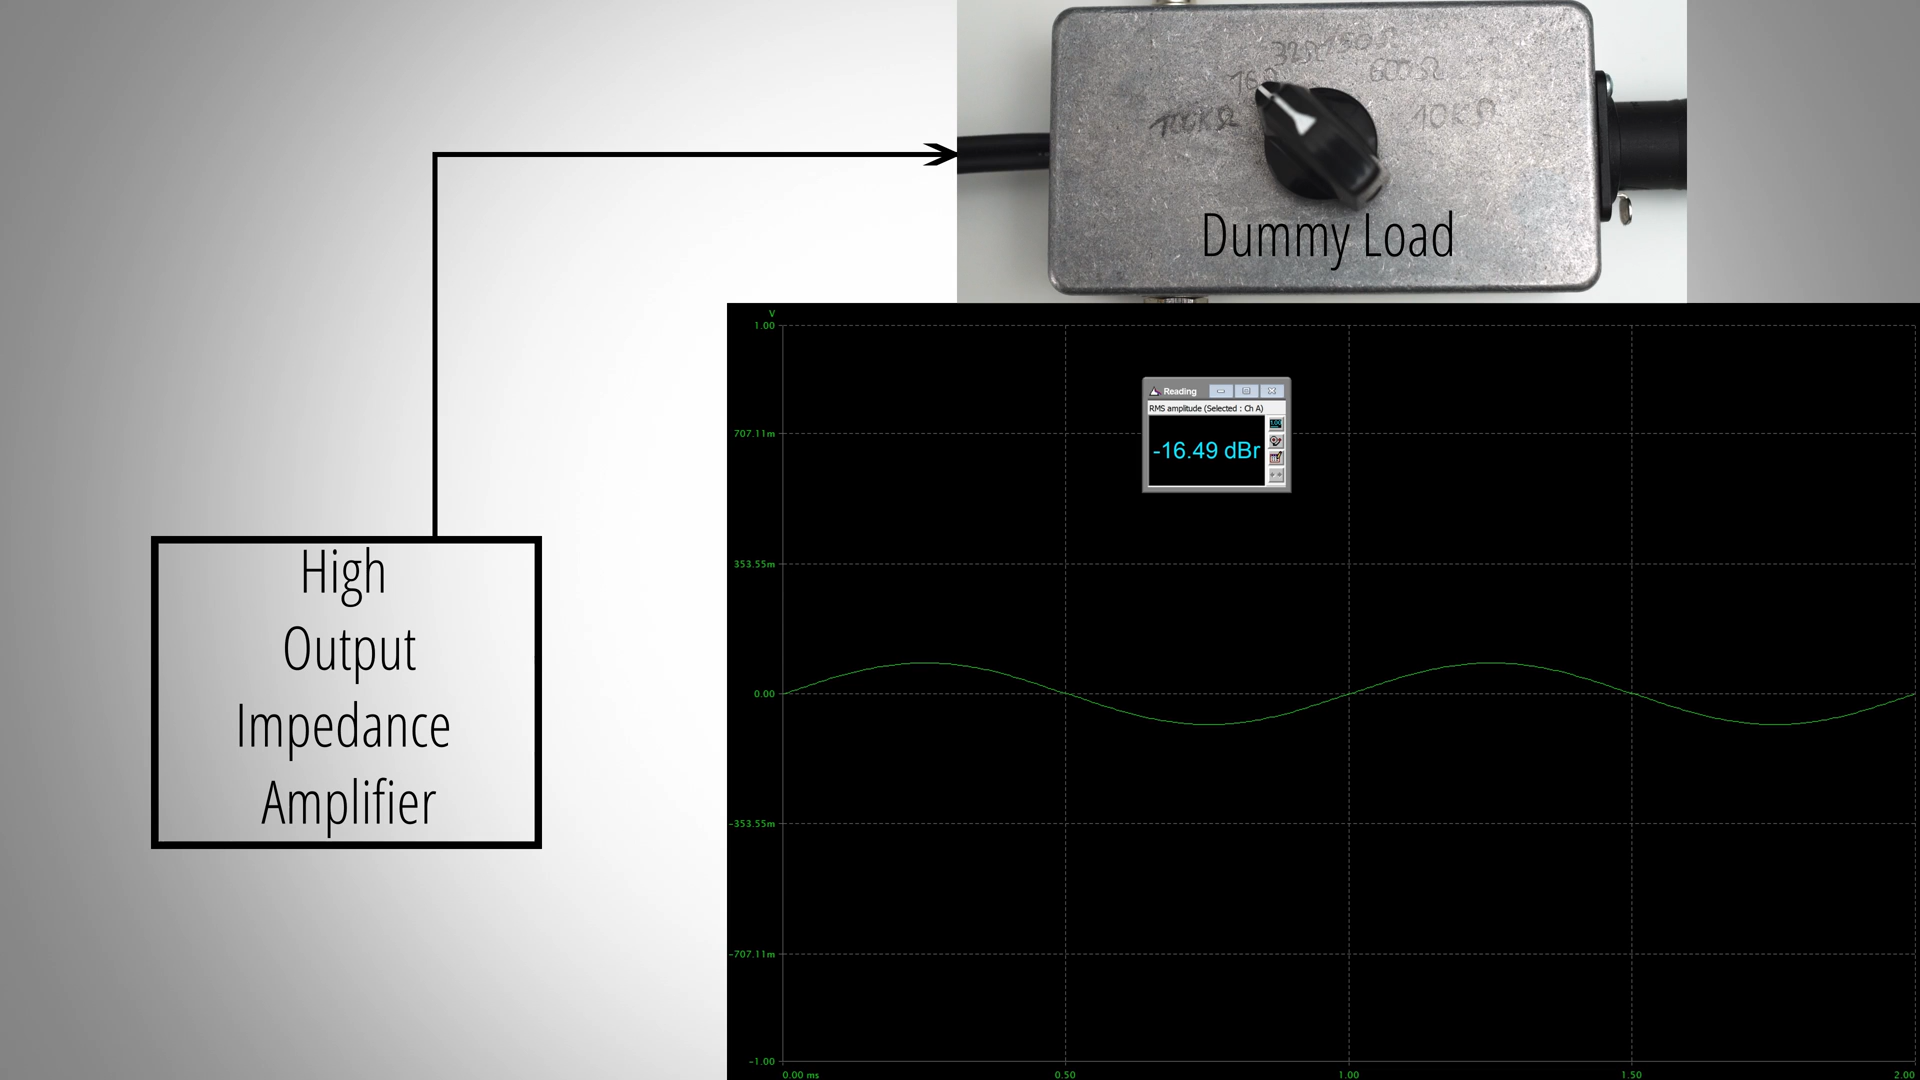 32Ω 150Ω
16Ω 600Ω
100KΩ 10KΩ
Dummy Load
High
Output
Impedance
Amplifier
V
1.00
707.11m
353.55m
0.00
-353.55m
-707.11m
-1.00
0.00 ms 0.50 1.00 1.50 2.00
Reading
RMS amplitude (Selected : Ch A)
-16.49 dBr